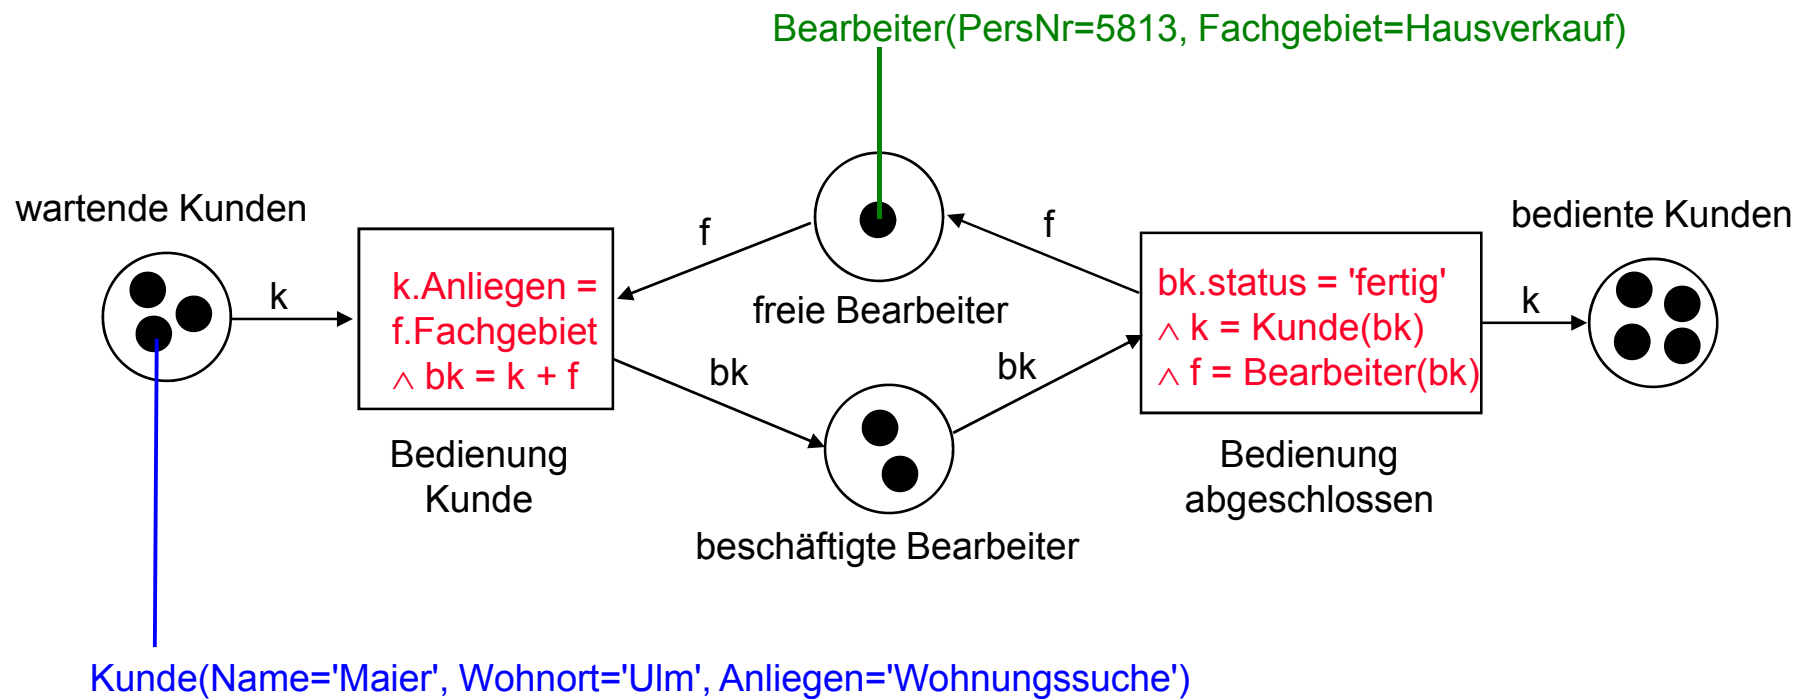 Bearbeiter(PersNr=5813, Fachgebiet=Hausverkauf)
wartende Kunden
k
k.Anliegen =
f.Fachgebiet
∧ bk = k + f
Bedienung
Kunde
f
freie Bearbeiter
f
bk
beschäftigte Bearbeiter
bk
bk.status = 'fertig'
∧ k = Kunde(bk)
∧ f = Bearbeiter(bk)
Bedienung
abgeschlossen
k
bediente Kunden
Kunde(Name='Maier', Wohnort='Ulm', Anliegen='Wohnungssuche')